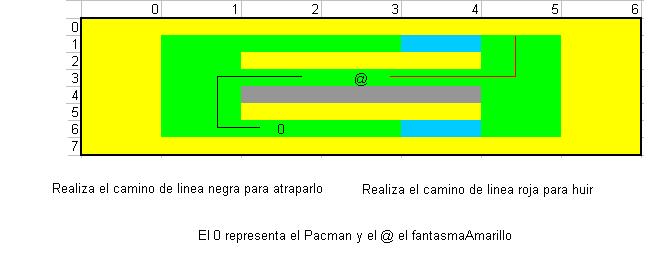 0 1 2 3 4 5 6
0
1
2
3 @
4
5
6 0
7
Realiza el camino de linea negra para atraparlo Realiza el camino de linea roja para huir
El 0 representa el Pacman y el @ el fantasmaAmarillo